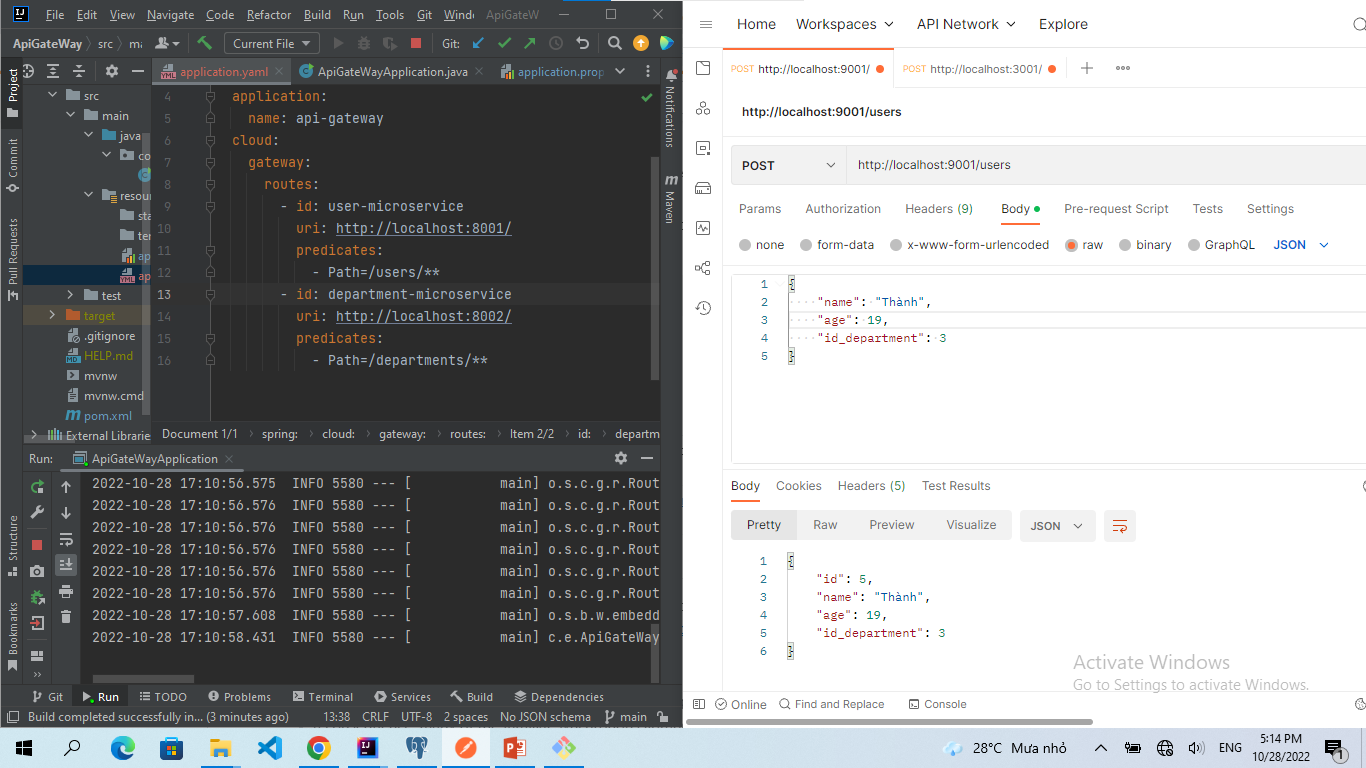 File Edit View Navigate Code Refactor Build Run Tools Git Windo ApiGateW
ApiGateWay src Current File Git:
Project
Commit
Pull Requests
Structure
Bookmarks
application.yaml ApiGateWayApplication.java application.prop
src
main
java
co
resou
sta
ter
ap
ap
test
target
.gitignore
HELP.md
mvnw
mvnw.cmd
pom.xml
External Librarie
4 application:
5 name: api-gateway
6 cloud:
7 gateway:
8 routes:
9 - id: user-microservice
10 uri: http://localhost:8001/
11 predicates:
12 - Path=/users/**
13 - id: department-microservice
14 uri: http://localhost:8002/
15 predicates:
16 - Path=/departments/**
Notifications
Maven
Document 1/1 spring: cloud: gateway: routes: Item 2/2 id: departm
Run: ApiGateWayApplication
2022-10-28 17:10:56.575 INFO 5580 --- [ main] o.s.c.g.r.Rout
2022-10-28 17:10:56.576 INFO 5580 --- [ main] o.s.c.g.r.Rout
2022-10-28 17:10:56.576 INFO 5580 --- [ main] o.s.c.g.r.Rout
2022-10-28 17:10:56.576 INFO 5580 --- [ main] o.s.c.g.r.Rout
2022-10-28 17:10:56.576 INFO 5580 --- [ main] o.s.c.g.r.Rout
2022-10-28 17:10:56.576 INFO 5580 --- [ main] o.s.c.g.r.Rout
2022-10-28 17:10:57.608 INFO 5580 --- [ main] o.s.b.w.embedd
2022-10-28 17:10:58.431 INFO 5580 --- [ main] c.e.ApiGateWay
Git Run TODO Problems Terminal Services Build Dependencies
Build completed successfully in... (3 minutes ago) 13:38 CRLF UTF-8 2 spaces No JSON schema main
Home Workspaces API Network Explore
POST http://localhost:9001/ POST http://localhost:3001/
http://localhost:9001/users
POST http://localhost:9001/users
Params Authorization Headers (9) Body Pre-request Script Tests Settings
none form-data x-www-form-urlencoded raw binary GraphQL JSON
1 {
2 "name": "Thành",
3 "age": 19,
4 "id_department": 3
5 }
Body Cookies Headers (5) Test Results
Pretty Raw Preview Visualize JSON
1 {
2 "id": 5,
3 "name": "Thành",
4 "age": 19,
5 "id_department": 3
6 }
Activate Windows
Go to Settings to activate Windows.
Online Find and Replace Console
28°C Mưa nhỏ ENG 5:14 PM
10/28/2022
1